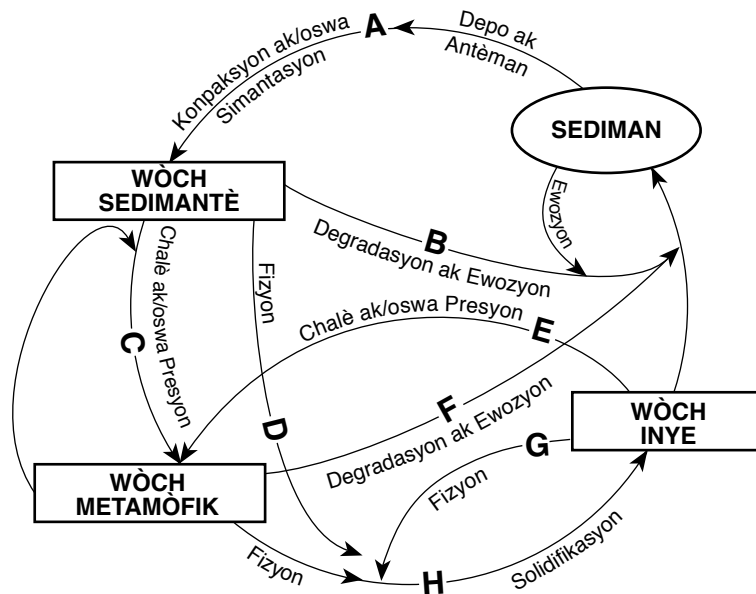 Konpaksyon ak/oswa
Simantasyon
A
Depo ak
Antèman
SEDIMAN
WÒCH
SEDIMANTÈ
Ewozyon
B
Degradasyon ak Ewozyon
Chalè ak/oswa Presyon
C
Fizyon
D
Chalè ak/oswa Presyon
E
F
Degradasyon ak Ewozyon
WÒCH
INYE
G
Fizyon
WÒCH
METAMÒFIK
Fizyon
H
Solidifikasyon